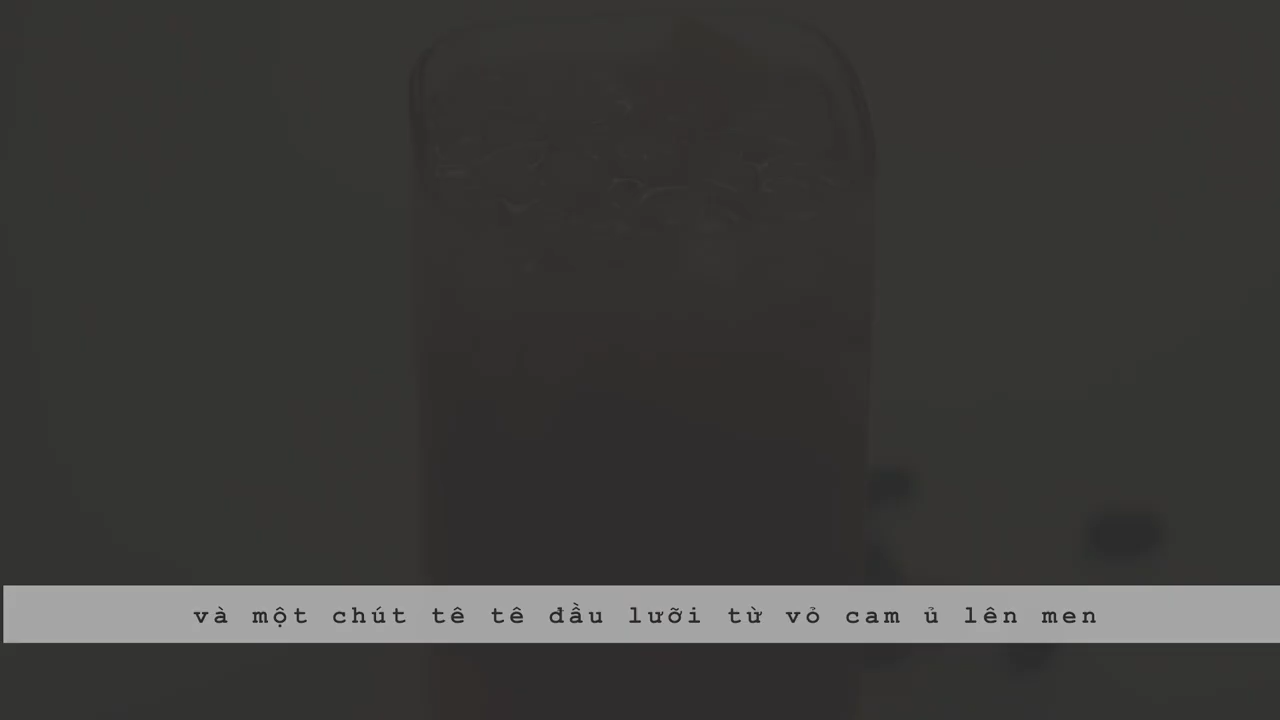 và một chút tê tê đầu lưỡi từ vỏ cam ủ lên men